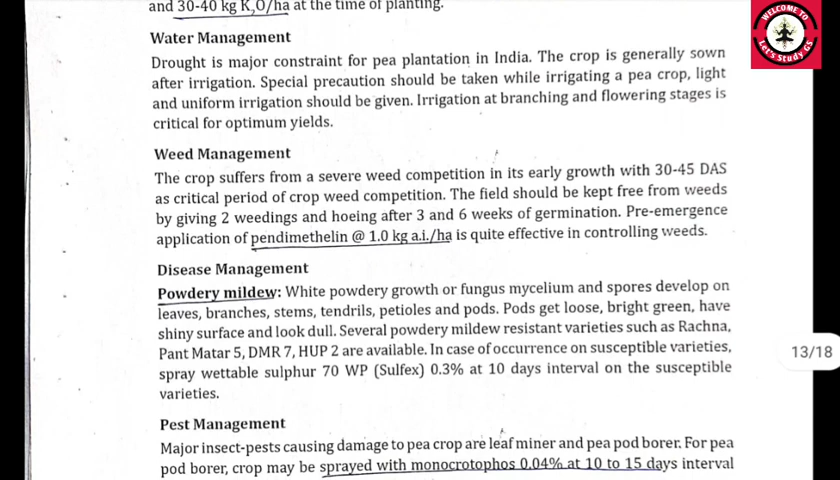 and 30-40 kg K2O/ha at the time of planting.
WELCOME TO
Let's Study GS
Water Management
Drought is major constraint for pea plantation in India. The crop is generally sown
after irrigation. Special precaution should be taken while irrigating a pea crop, light
and uniform irrigation should be given. Irrigation at branching and flowering stages is
critical for optimum yields.
Weed Management
The crop suffers from a severe weed competition in its early growth with 30-45 DAS
as critical period of crop weed competition. The field should be kept free from weeds
by giving 2 weedings and hoeing after 3 and 6 weeks of germination. Pre-emergence
application of pendimethelin @ 1.0 kg a.i./ha is quite effective in controlling weeds.
Disease Management
Powdery mildew: White powdery growth or fungus mycelium and spores develop on
leaves, branches, stems, tendrils, petioles and pods. Pods get loose, bright green, have
shiny surface and look dull. Several powdery mildew resistant varieties such as Rachna,
Pant Matar 5, DMR 7, HUP 2 are available. In case of occurrence on susceptible varieties,
13/18
spray wettable sulphur 70 WP (Sulfex) 0.3% at 10 days interval on the susceptible
varieties.
Pest Management
Major insect-pests causing damage to pea crop are leaf miner and pea pod borer. For pea
pod borer, crop may be sprayed with monocrotophos 0.04% at 10 to 15 days interval